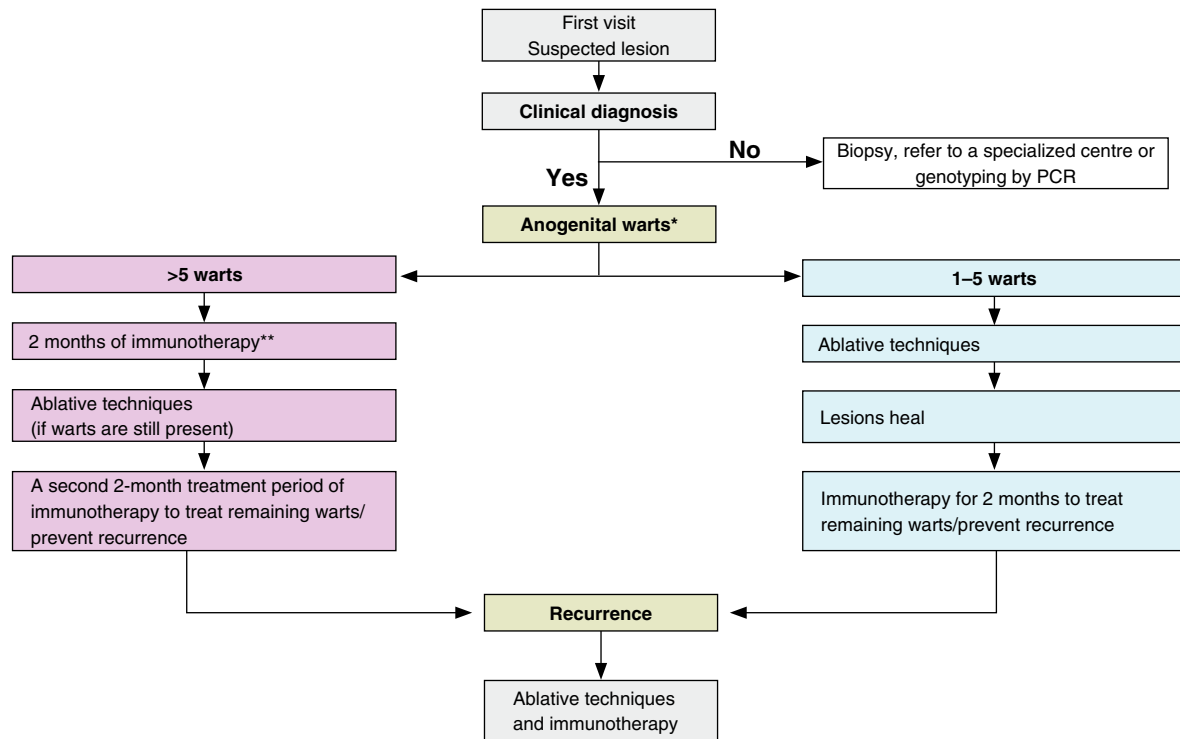 First visit
Suspected lesion
Clinical diagnosis
No
Biopsy, refer to a specialized centre or
genotyping by PCR
Yes
Anogenital warts*
>5 warts
2 months of immunotherapy**
Ablative techniques
(if warts are still present)
A second 2-month treatment period of
immunotherapy to treat remaining warts/
prevent recurrence
1–5 warts
Ablative techniques
Lesions heal
Immunotherapy for 2 months to treat
remaining warts/prevent recurrence
Recurrence
Ablative techniques
and immunotherapy